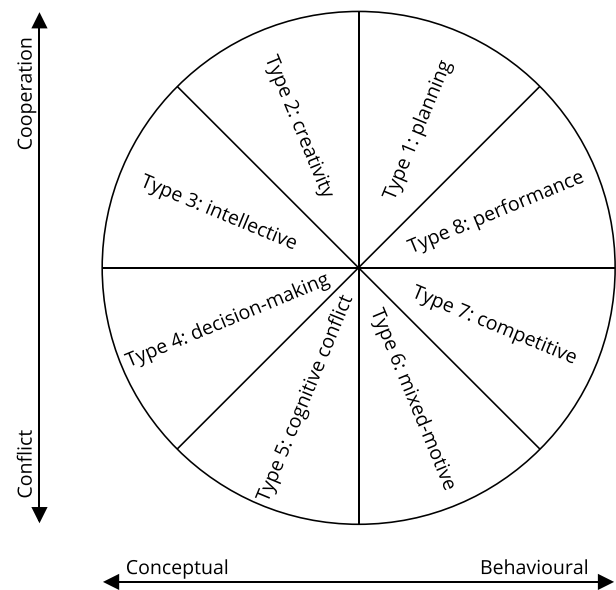 Cooperation
Conflict
Type 1: planning
Type 2: creativity
Type 3: intellective
Type 4: decision-making
Type 5: cognitive conflict
Type 6: mixed-motive
Type 7: competitive
Type 8: performance
Conceptual
Behavioural